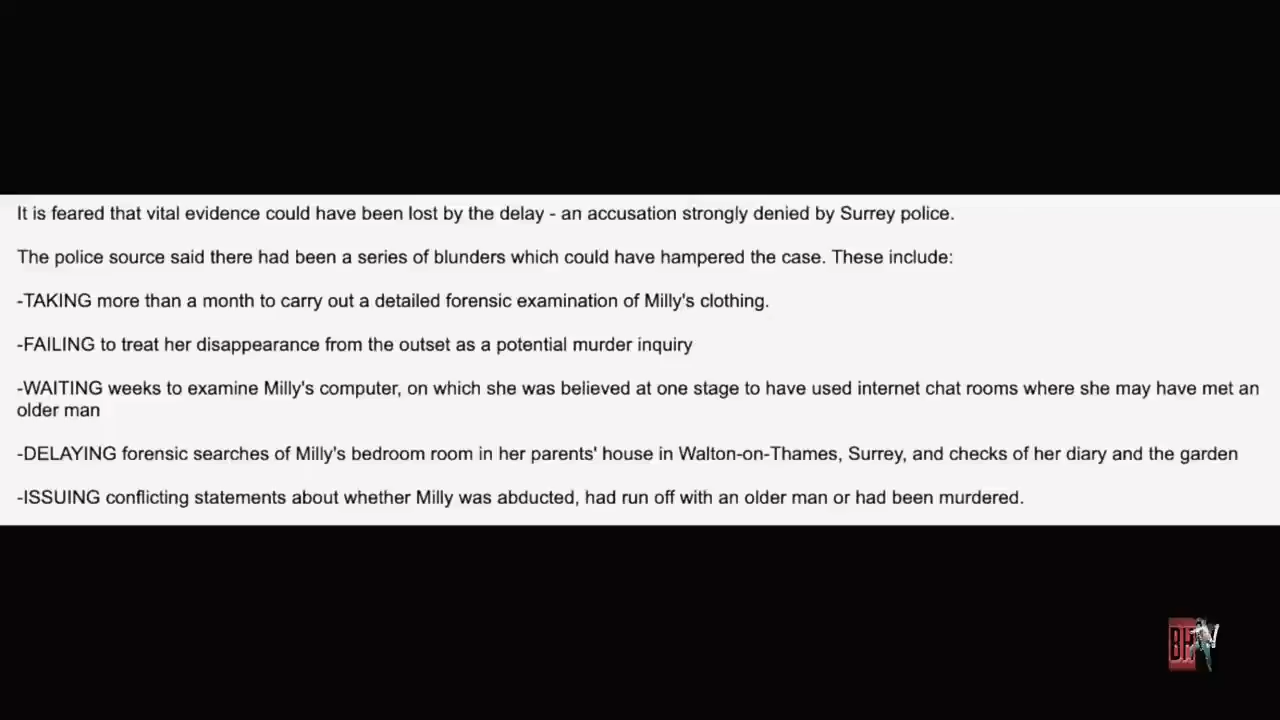 It is feared that vital evidence could have been lost by the delay - an accusation strongly denied by Surrey police.
The police source said there had been a series of blunders which could have hampered the case. These include:
-TAKING more than a month to carry out a detailed forensic examination of Milly's clothing.
-FAILING to treat her disappearance from the outset as a potential murder inquiry
-WAITING weeks to examine Milly's computer, on which she was believed at one stage to have used internet chat rooms where she may have met an
older man
-DELAYING forensic searches of Milly's bedroom room in her parents' house in Walton-on-Thames, Surrey, and checks of her diary and the garden
-ISSUING conflicting statements about whether Milly was abducted, had run off with an older man or had been murdered.